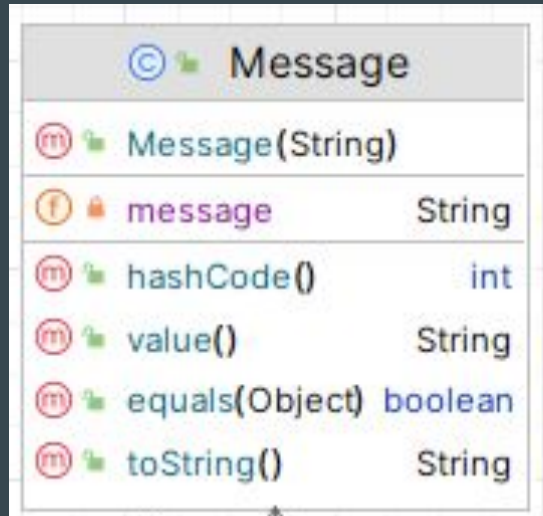 © Message
m Message(String)
f message String
m hashCode() int
m value() String
m equals(Object) boolean
m toString() String